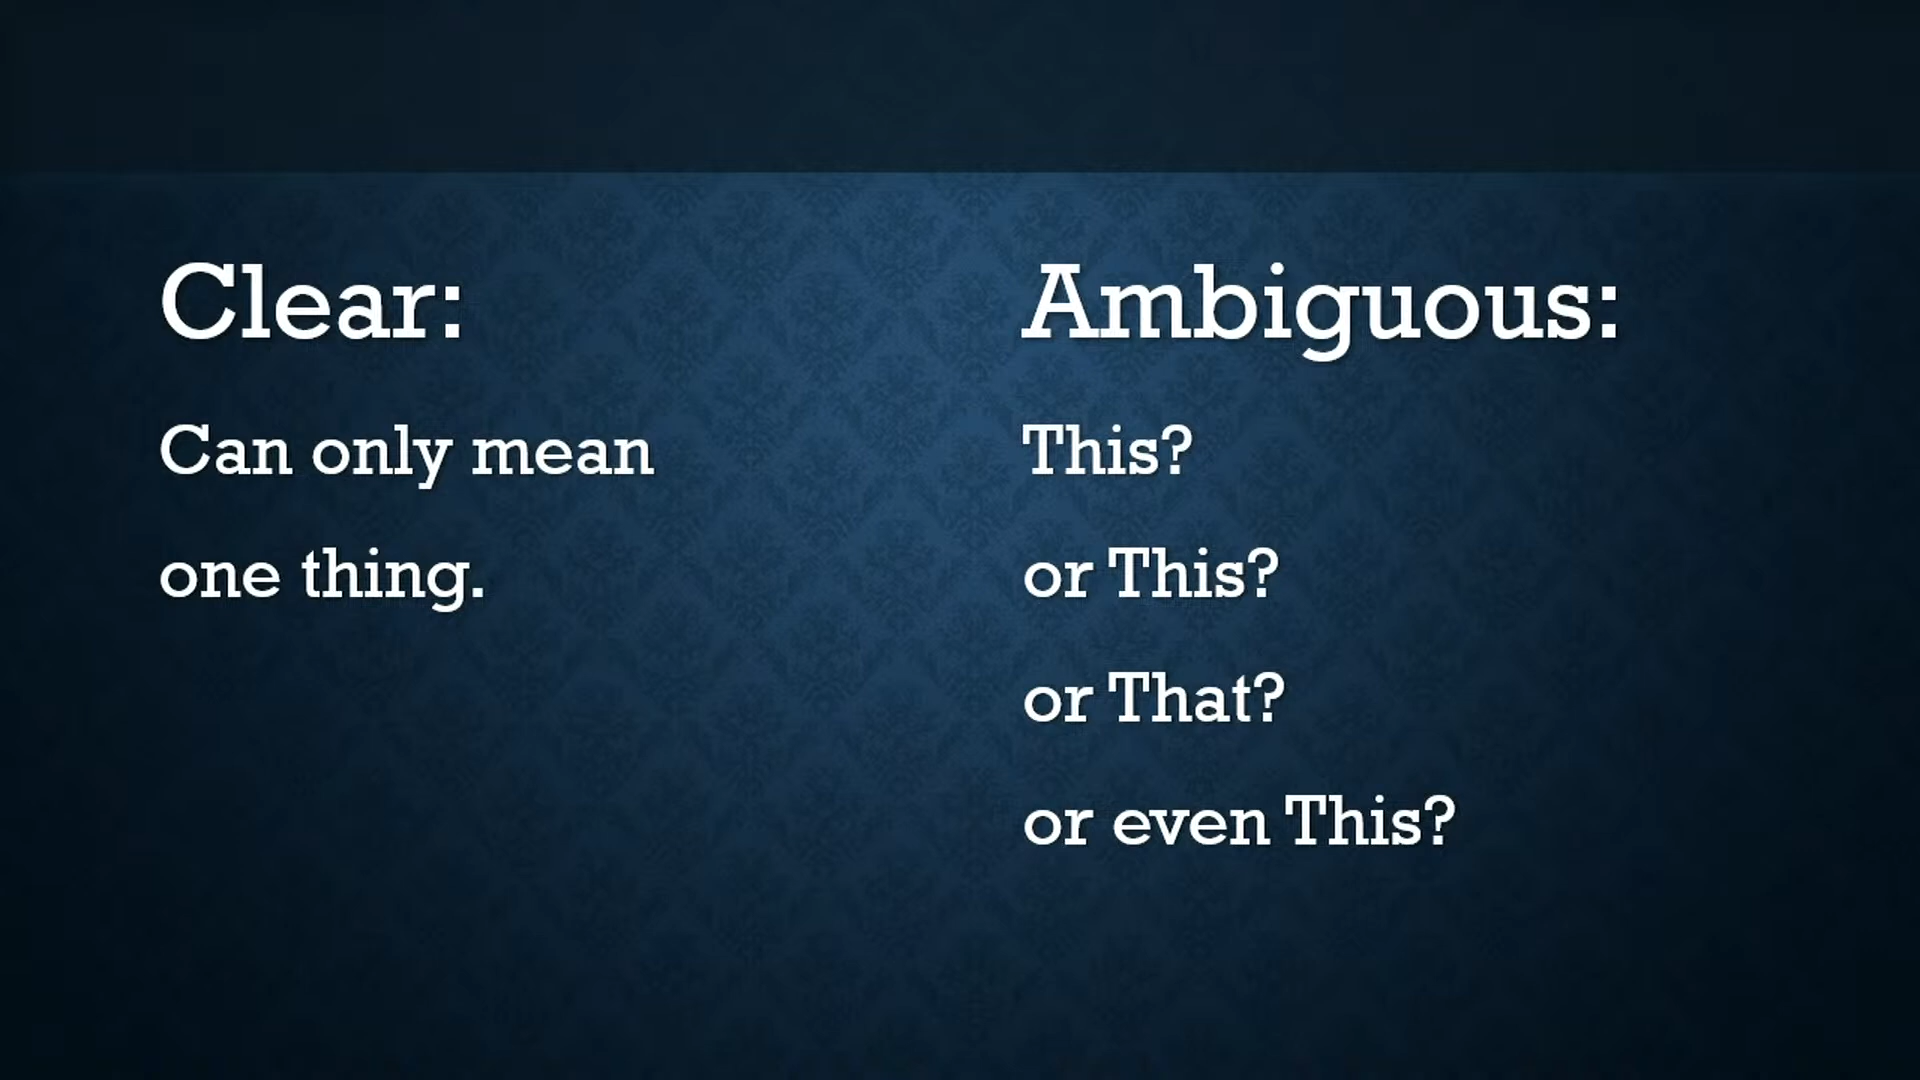 Clear:
Can only mean
one thing.
Ambiguous:
This?
or This?
or That?
or even This?